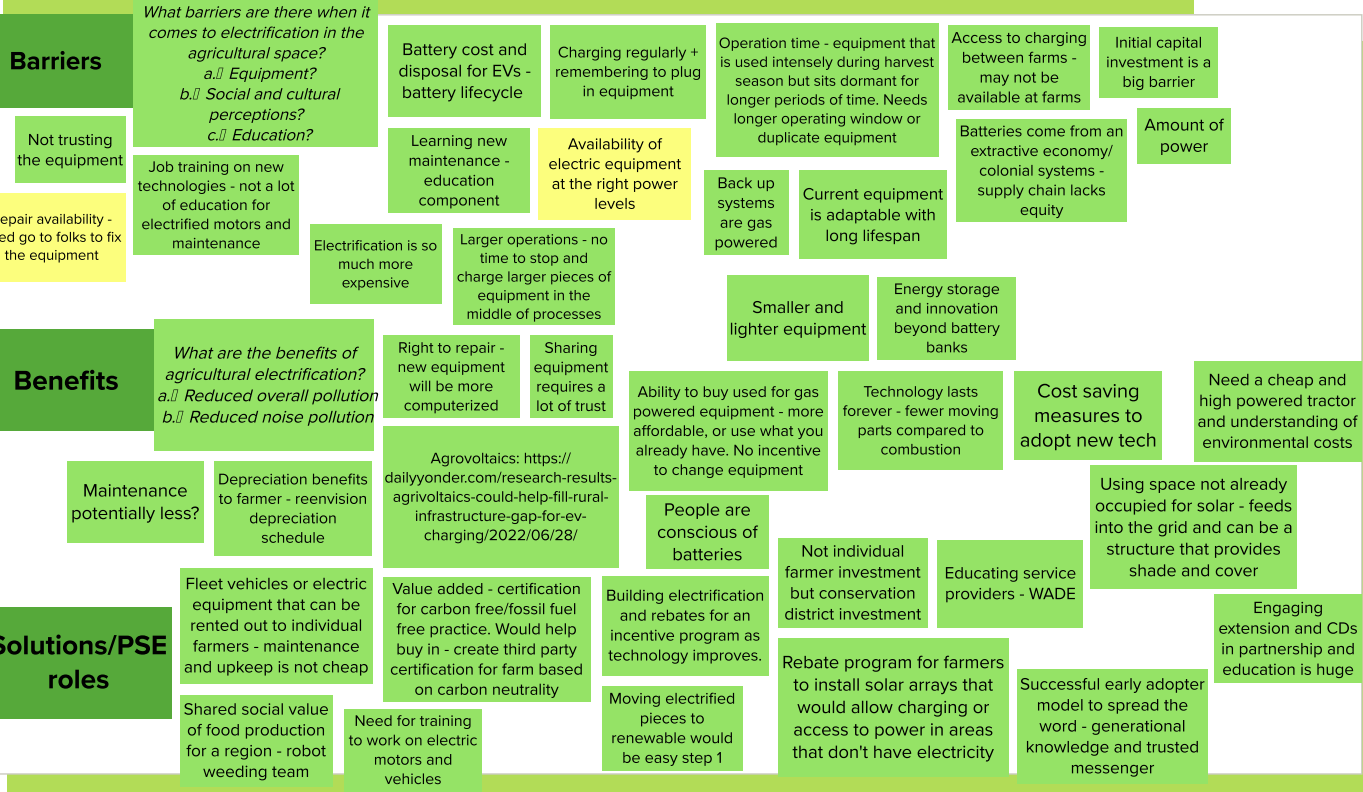 Barriers
What barriers are there when it
comes to electrification in the
agricultural space?
a. Equipment?
b. Social and cultural
perceptions?
c. Education?
Battery cost and
disposal for EVs -
battery lifecycle
Charging regularly +
remembering to plug
in equipment
Operation time - equipment that
is used intensely during harvest
season but sits dormant for
longer periods of time. Needs
longer operating window or
duplicate equipment
Access to charging
between farms -
may not be
available at farms
Initial capital
investment is a
big barrier
Not trusting
the equipment
Job training on new
technologies - not a lot
of education for
electrified motors and
maintenance
Learning new
maintenance -
education
component
Availability of
electric equipment
at the right power
levels
Back up
systems
are gas
powered
Current equipment
is adaptable with
long lifespan
Batteries come from an
extractive economy/
colonial systems -
supply chain lacks
equity
Amount of
power
epair availability -
ed go to folks to fix
the equipment
Electrification is so
much more
expensive
Larger operations - no
time to stop and
charge larger pieces of
equipment in the
middle of processes
Smaller and
lighter equipment
Energy storage
and innovation
beyond battery
banks
Benefits
What are the benefits of
agricultural electrification?
a. Reduced overall pollution
b. Reduced noise pollution
Right to repair -
new equipment
will be more
computerized
Sharing
equipment
requires a
lot of trust
Ability to buy used for gas
powered equipment - more
affordable, or use what you
already have. No incentive
to change equipment
Technology lasts
forever - fewer moving
parts compared to
combustion
Cost saving
measures to
adopt new tech
Need a cheap and
high powered tractor
and understanding of
environmental costs
Maintenance
potentially less?
Depreciation benefits
to farmer - reenvision
depreciation
schedule
Agrovoltaics: https://
dailyyonder.com/research-results-
agrivoltaics-could-help-fill-rural-
infrastructure-gap-for-ev-
charging/2022/06/28/
People are
conscious of
batteries
Using space not already
occupied for solar - feeds
into the grid and can be a
structure that provides
shade and cover
Solutions/PSE
roles
Fleet vehicles or electric
equipment that can be
rented out to individual
farmers - maintenance
and upkeep is not cheap
Value added - certification
for carbon free/fossil fuel
free practice. Would help
buy in - create third party
certification for farm based
on carbon neutrality
Building electrification
and rebates for an
incentive program as
technology improves.
Not individual
farmer investment
but conservation
district investment
Educating service
providers - WADE
Engaging
extension and CDs
in partnership and
education is huge
Shared social value
of food production
for a region - robot
weeding team
Need for training
to work on electric
motors and
vehicles
Moving electrified
pieces to
renewable would
be easy step 1
Rebate program for farmers
to install solar arrays that
would allow charging or
access to power in areas
that don't have electricity
Successful early adopter
model to spread the
word - generational
knowledge and trusted
messenger